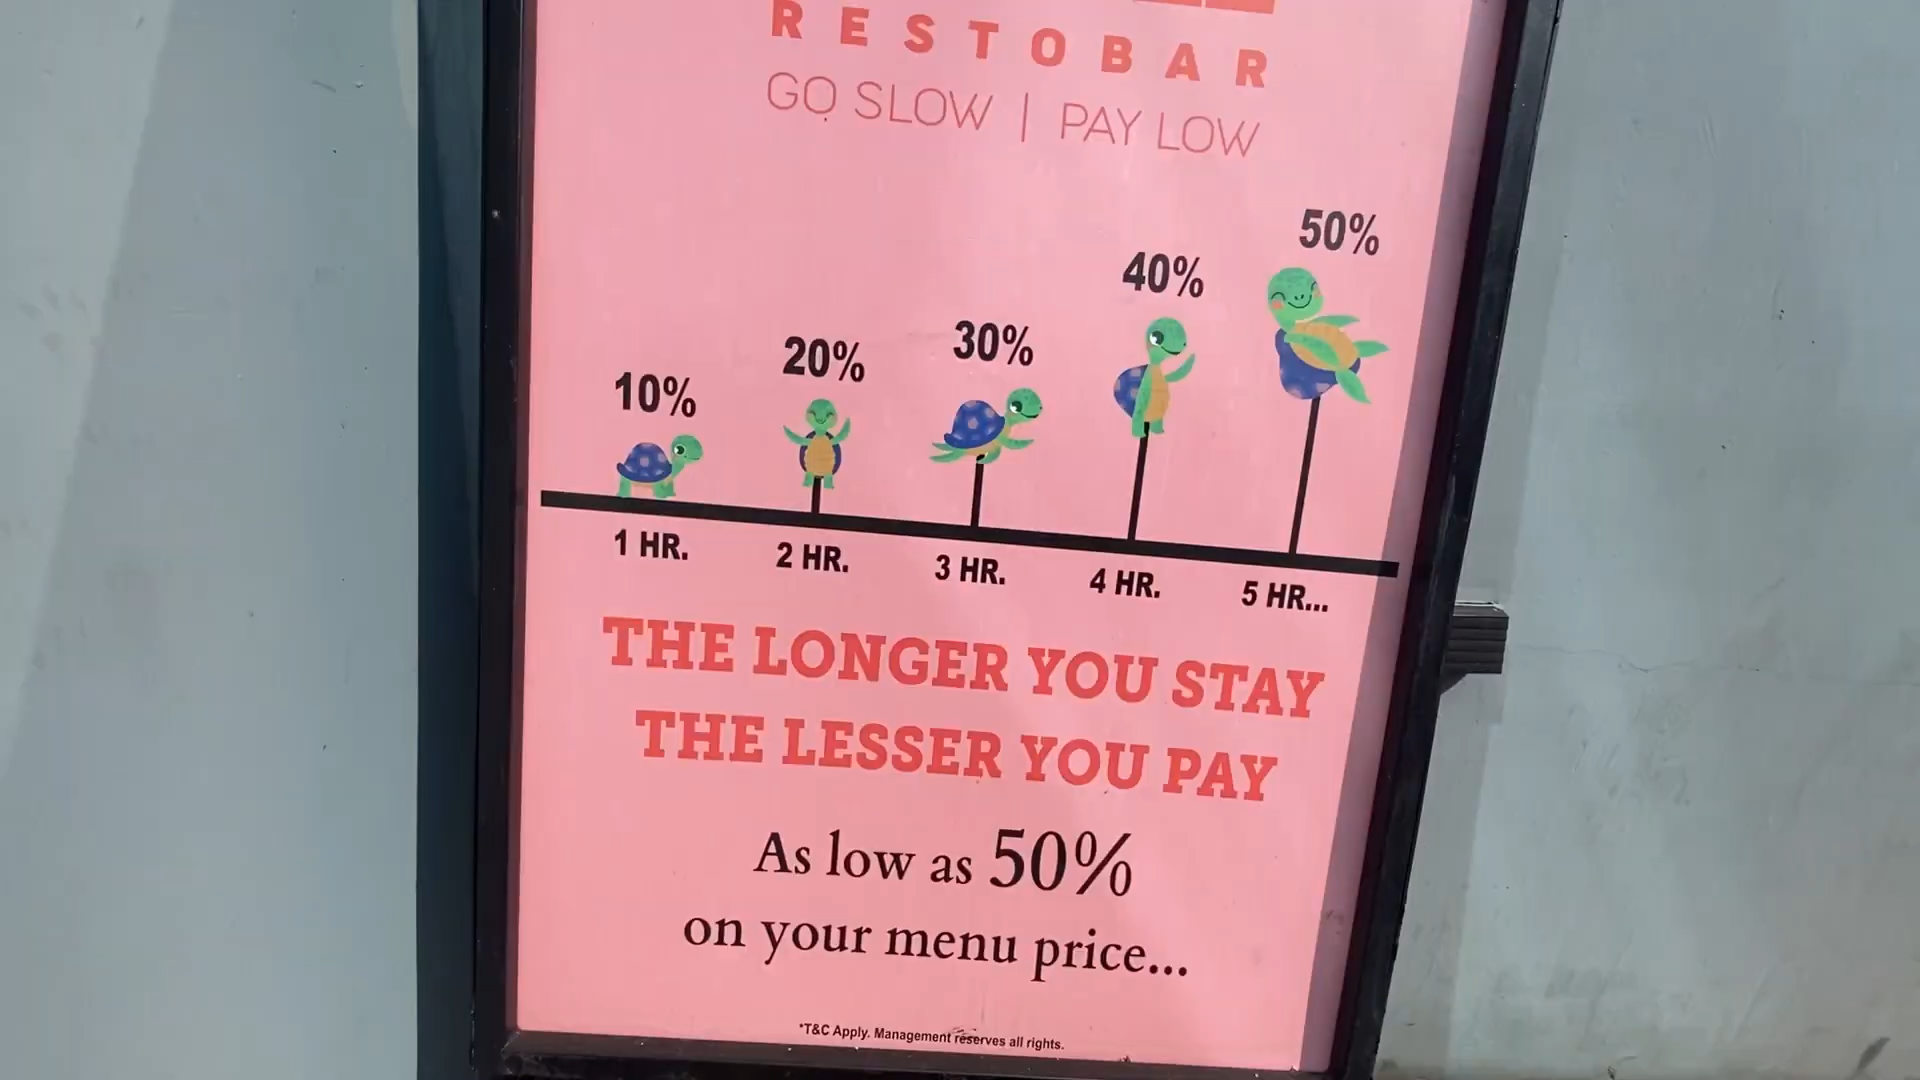 RESTOBAR
GO SLOW | PAY LOW
50%
40%
30%
20%
10%
1 HR. 2 HR. 3 HR. 4 HR. 5 HR...
THE LONGER YOU STAY
THE LESSER YOU PAY
As low as 50%
on your menu price...
*T&C Apply. Management reserves all rights.